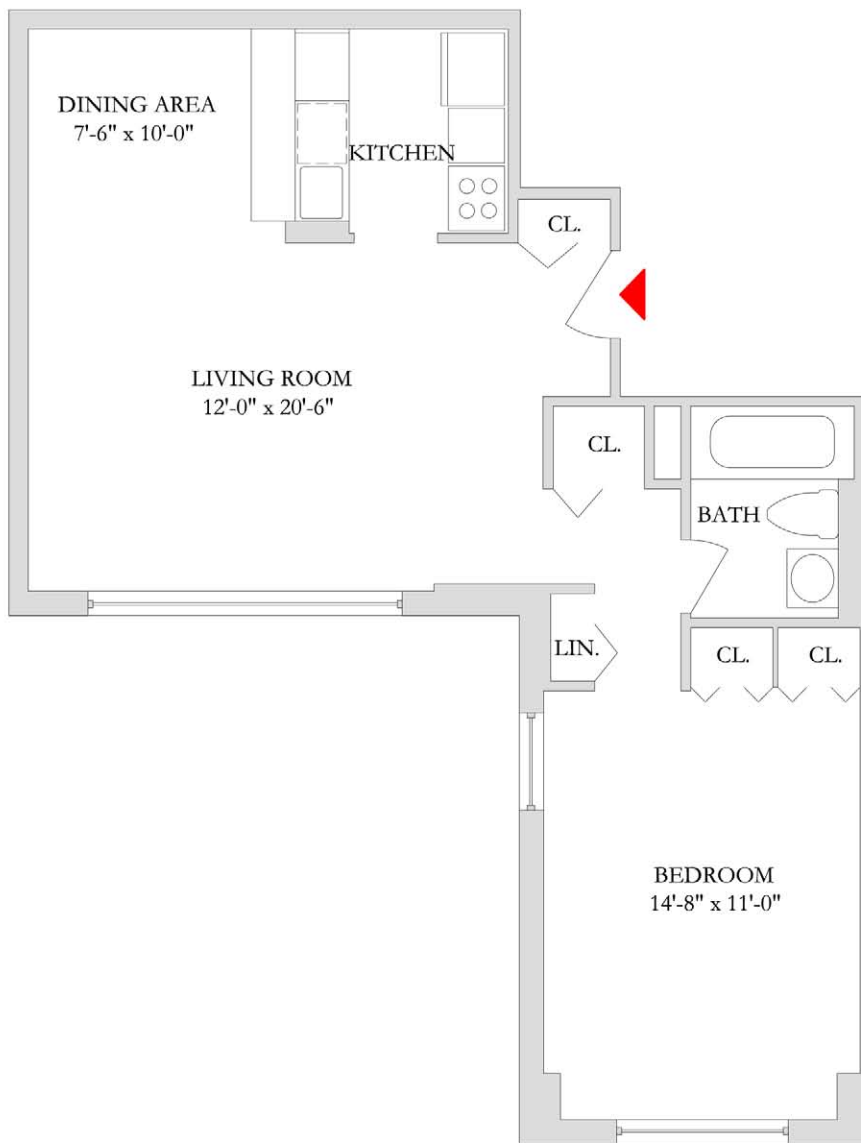 DINING AREA
7'-6" x 10'-0"
KITCHEN
CL.
LIVING ROOM
12'-0" x 20'-6"
CL.
BATH
LIN.
CL.
CL.
BEDROOM
14'-8" x 11'-0"